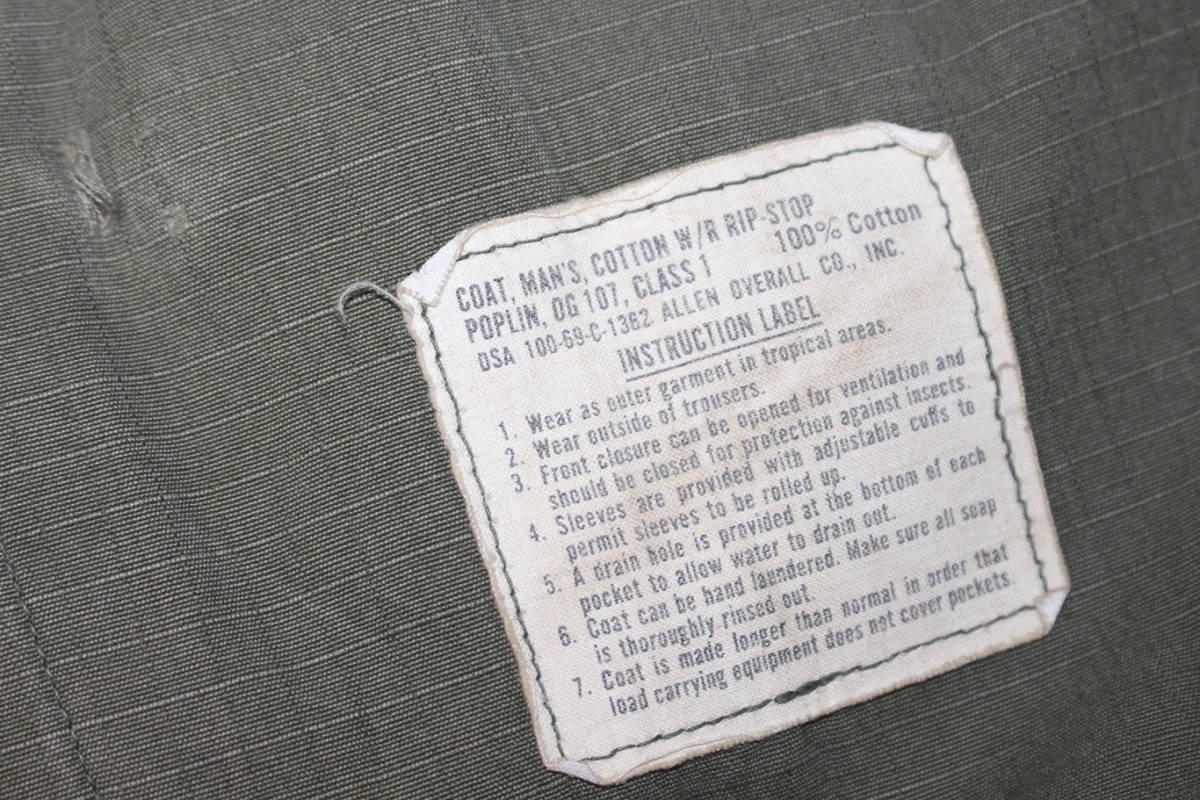 COAT, MAN'S, COTTON W/R RIP-STOP
POPLIN, OG 107, CLASS 1 100% Cotton
DSA 100-69-C-1362 ALLEN OVERALL CO., INC.
INSTRUCTION LABEL
1. Wear as outer garment in tropical areas.
2. Wear outside of trousers.
3. Front closure can be opened for ventilation and
should be closed for protection against insects.
4. Sleeves are provided with adjustable cuffs to
permit sleeves to be rolled up.
5. A drain hole is provided at the bottom of each
pocket to allow water to drain out.
6. Coat can be hand laundered. Make sure all soap
is thoroughly rinsed out.
7. Coat is made longer than normal in order that
load carrying equipment does not cover pockets.